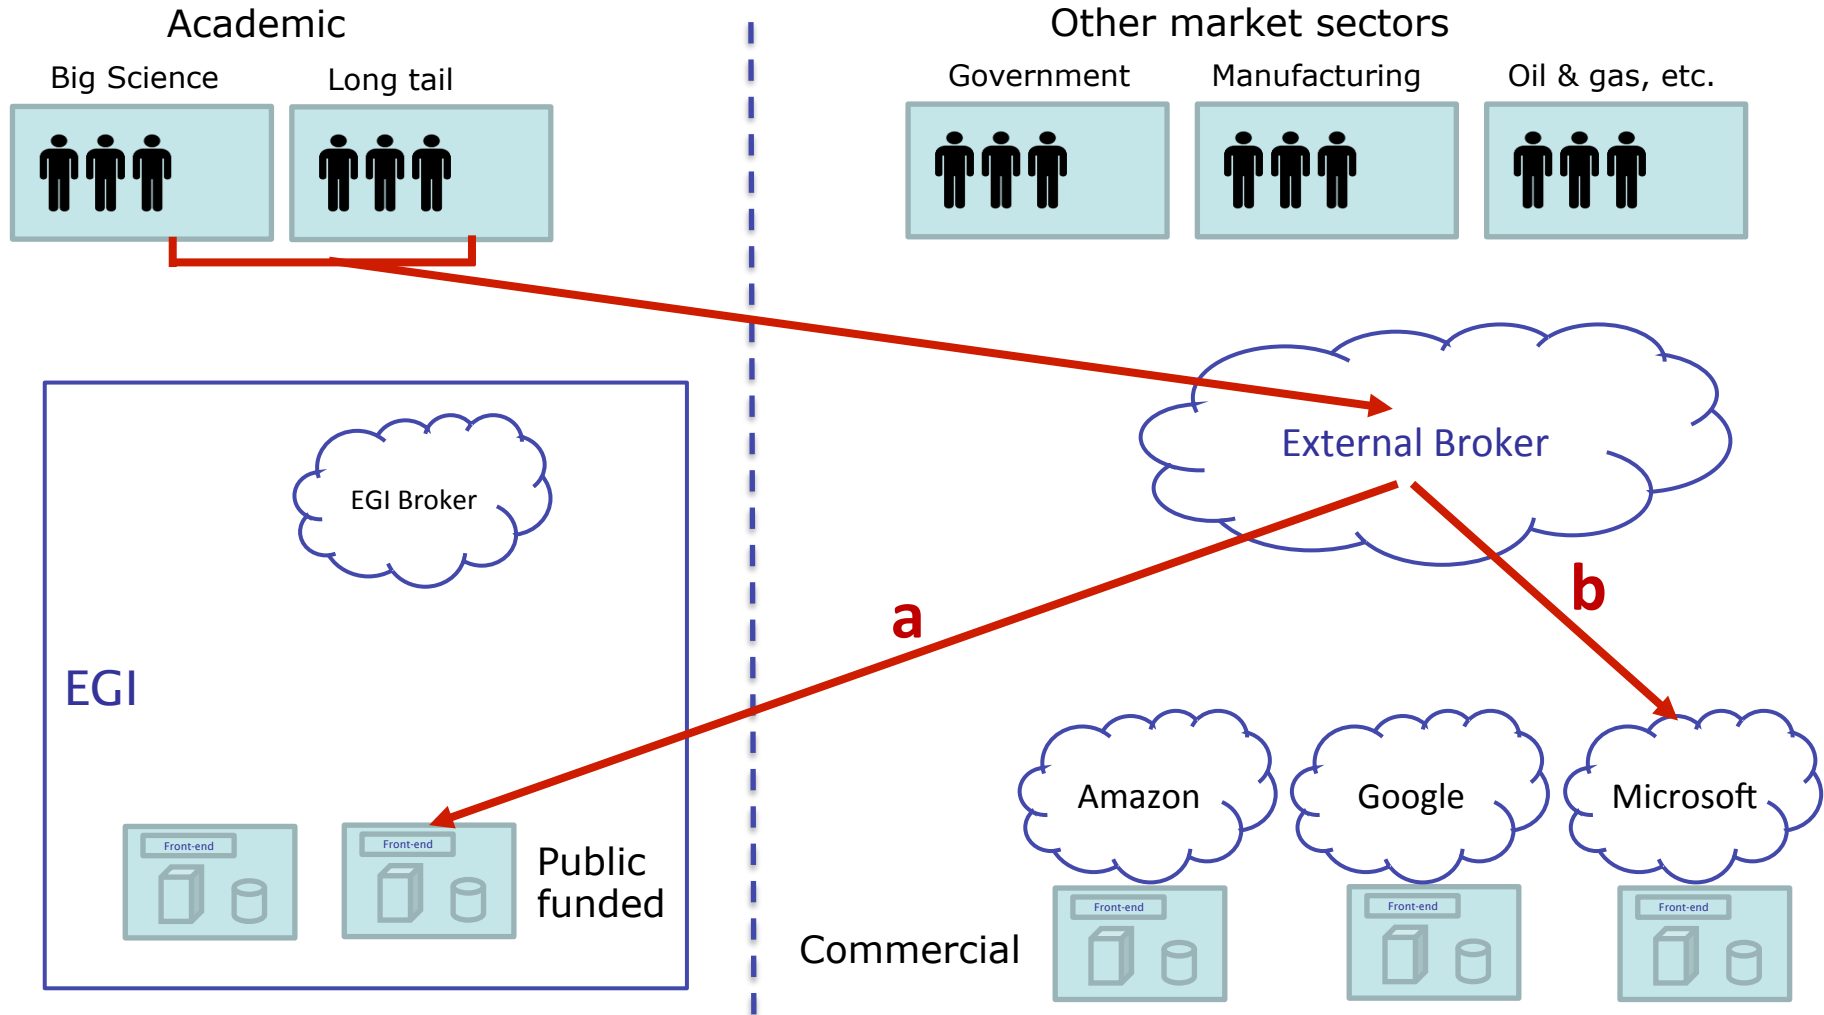 Academic
Other market sectors
Big Science
Long tail
Government
Manufacturing
Oil & gas, etc.
External Broker
EGI Broker
a
b
EGI
Amazon
Google
Microsoft
Front-end
Front-end
Public
funded
Front-end
Front-end
Front-end
Commercial